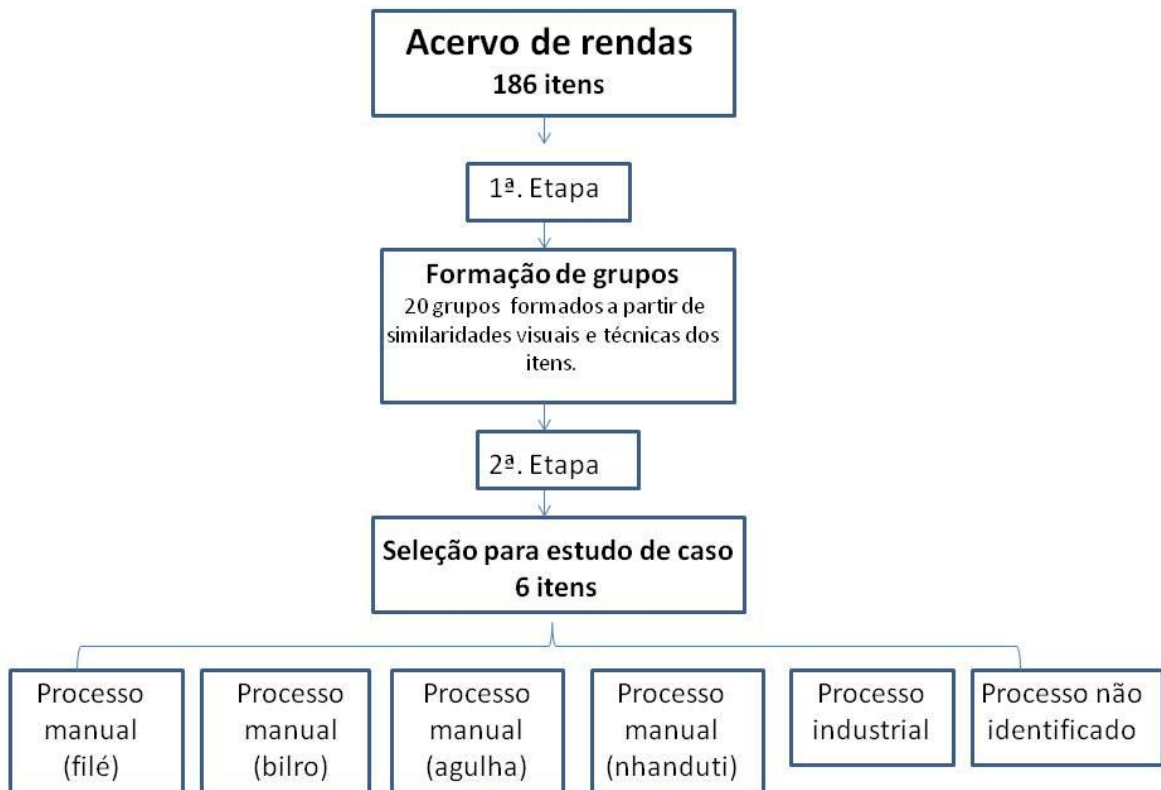 Acervo de rendas
186 itens
1ª. Etapa
Formação de grupos
20 grupos formados a partir de
similaridades visuais e técnicas dos
itens.
2ª. Etapa
Seleção para estudo de caso
6 itens
Processo
manual
(filé)
Processo
manual
(bilro)
Processo
manual
(agulha)
Processo
manual
(nhanduti)
Processo
industrial
Processo não
identificado